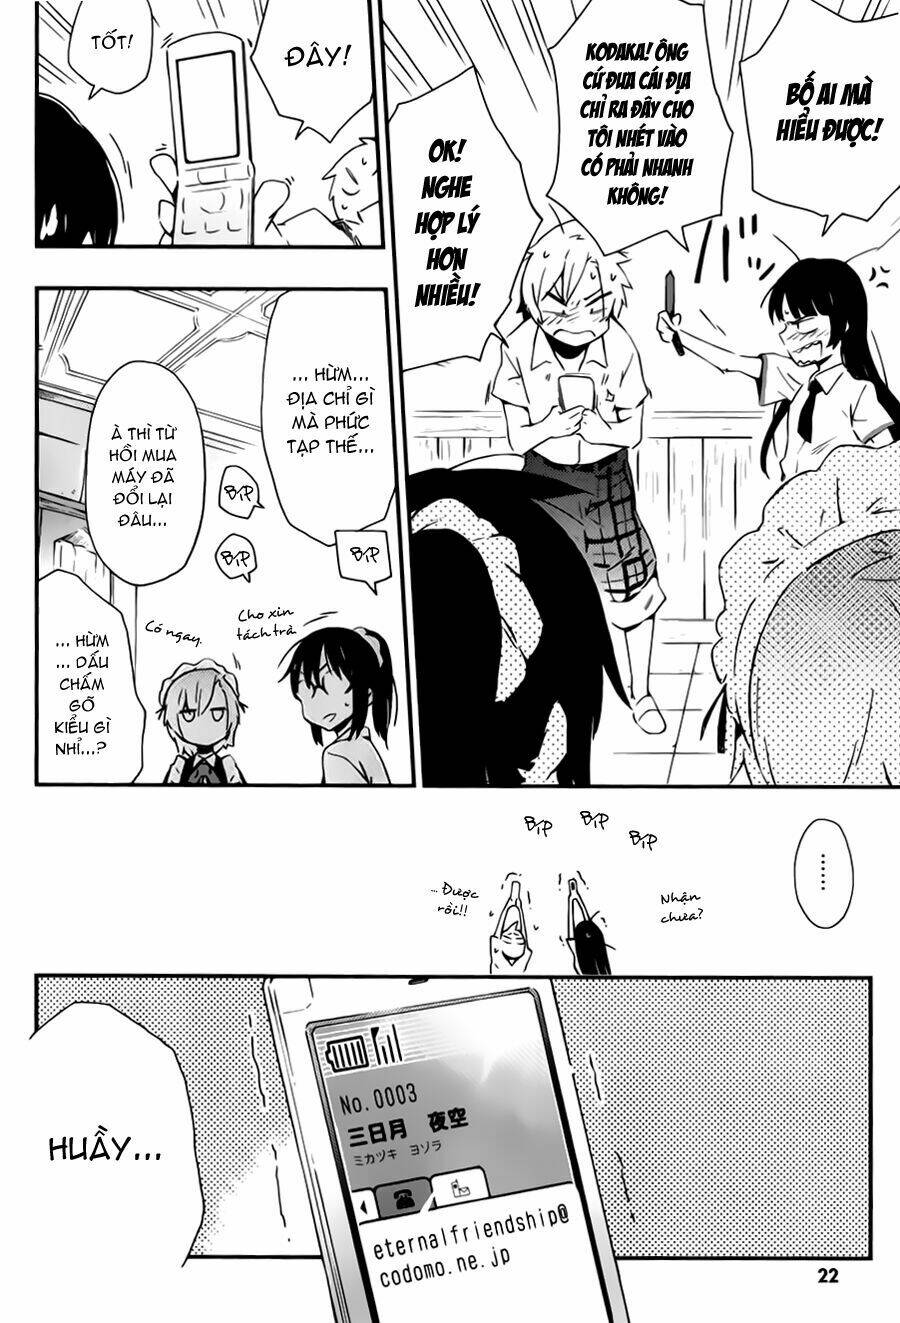 BỐ AI MÀ
HIỂU ĐƯỢC!
KODAKA! ÔNG
CỨ ĐƯA CÁI ĐỊA
CHỈ RA ĐÂY CHO
TÔI NHÉT VÀO
CÓ PHẢI NHANH
KHÔNG!
OK!
NGHE
HỢP LÝ
HƠN
NHIỀU!
ĐÂY!
TỐT!
... HỪM...
ĐỊA CHỈ GÌ
MÀ PHỨC
TẠP THẾ...
À THÌ TỪ
HỒI MUA
MÁY ĐÃ
ĐỔI LẠI
ĐÂU...
BÍP
BÍP
BÍP
Cho xin
tách trà
Có ngay.
... HỪM
... DẤU
CHẤM
GÕ
KIỂU GÌ
NHỈ...?
......
BÍP
BÍP
BÍP
Nhận
chưa?
... Được
rồi!!
HUẦY...
No.0003
三日月 夜空
ミカヅキ ヨゾラ
eternalfriendship@
codomo.ne.jp
22